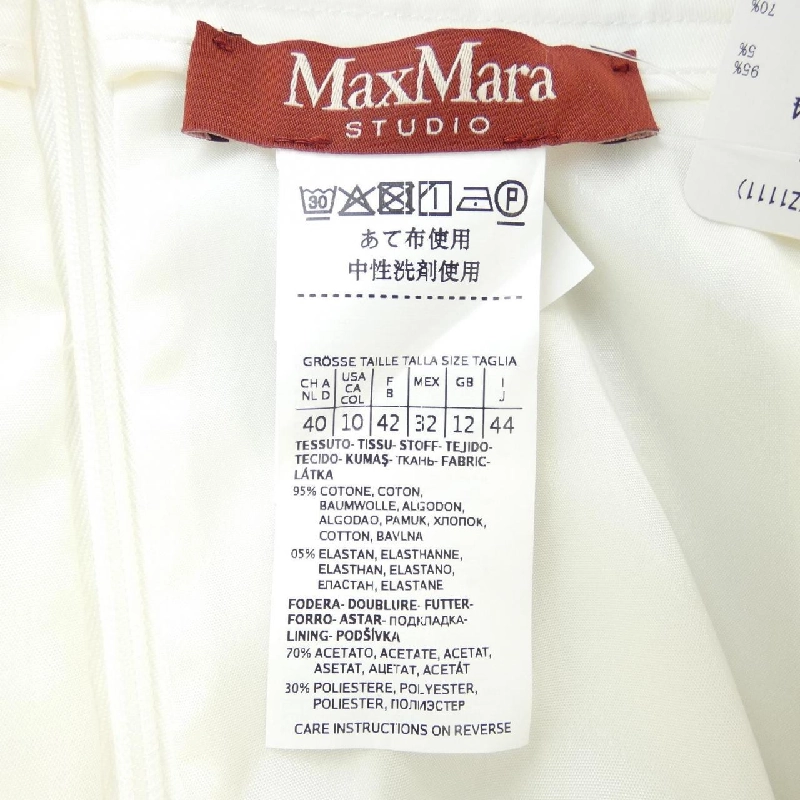 MaxMara
STUDIO
30 P
あて布使用
中性洗剤使用
GRÖSSE TAILLE TALLA SIZE TAGLIA
CH A NL D USA CA COL F B MEX GB I J
40 10 42 32 12 44
TESSUTO- TISSU- STOFF- TEJIDO-
TECIDO- KUMAŞ- ТКАНЬ- FABRIC-
LÁTKA
95% COTONE, COTON,
BAUMWOLLE, ALGODON,
ALGODAO, PAMUK, ХЛОПОК,
COTTON, BAVLNA
05% ELASTAN, ELASTHANNE,
ELASTHAN, ELASTANO,
ЕЛАСТАН, ELASTANE
FODERA- DOUBLURE- FUTTER-
FORRO- ASTAR- ПОДКЛАДКА-
LINING- PODŠÍVKA
70% ACETATO, ACETATE, ACETAT,
ASETAT, АЦЕТАТ, ACETÁT
30% POLIESTERE, POLYESTER,
POLIESTER, ПОЛИЭСТЕР
CARE INSTRUCTIONS ON REVERSE
70%
5%
95%